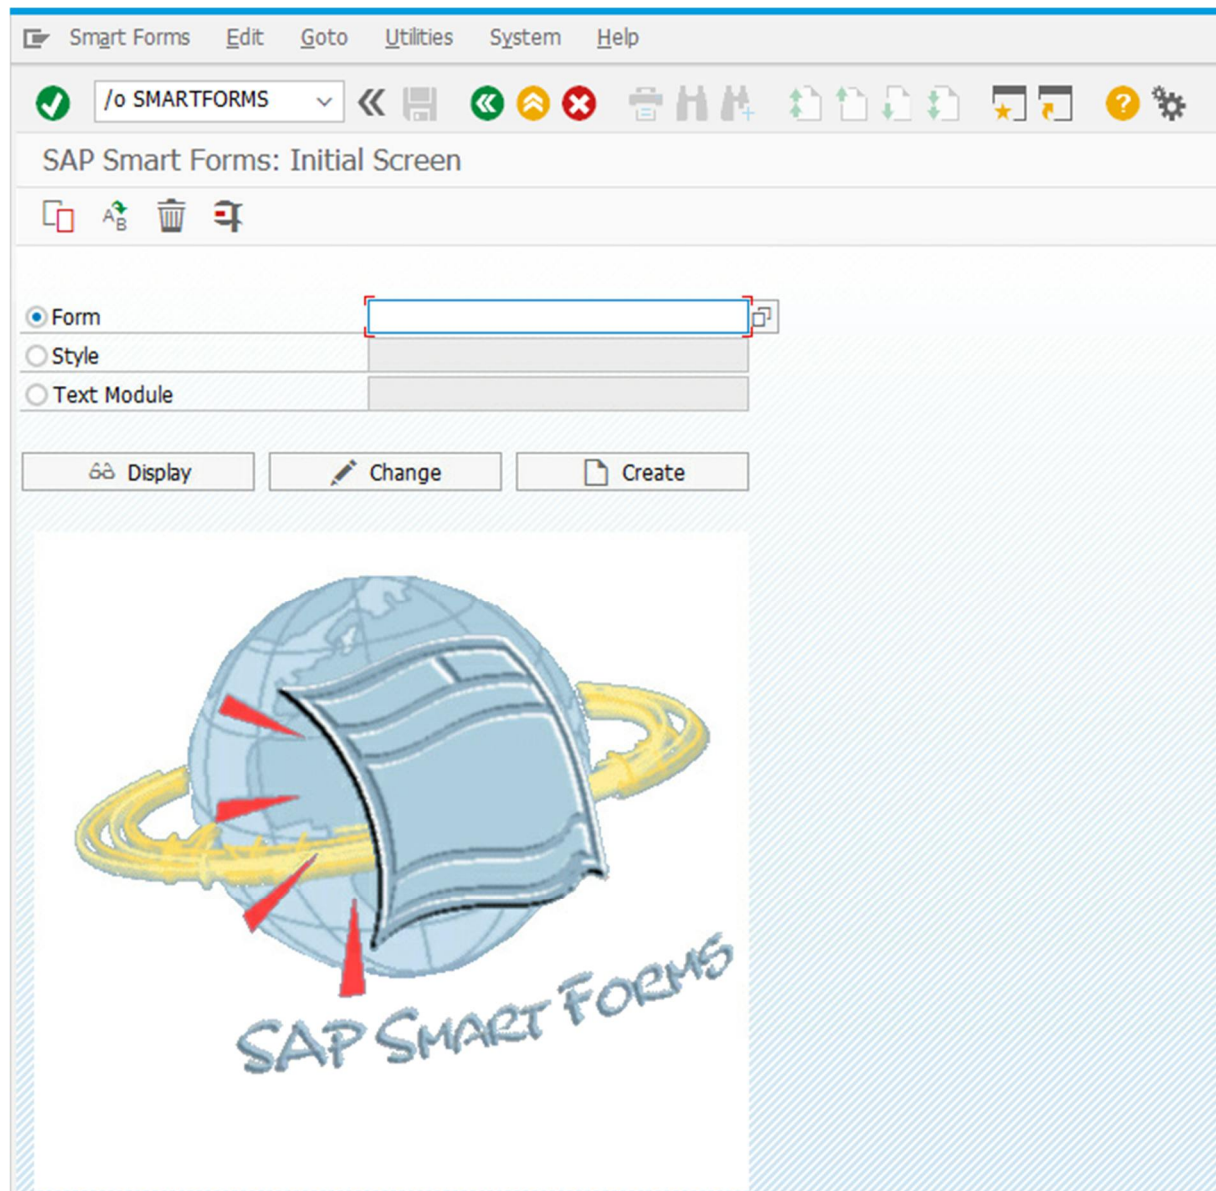 Smart Forms Edit Goto Utilities System Help
/o SMARTFORMS
SAP Smart Forms: Initial Screen
Form
Style
Text Module
Display Change Create
SAP SMART FORMS